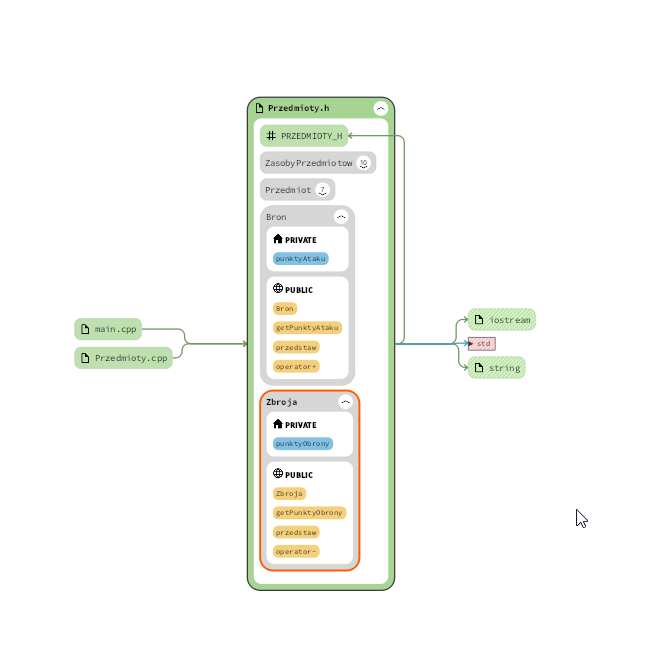 Przedmioty.h
# PRZEDMIOTY_H
ZasobyPrzedmiotow 10
Przedmiot 7
Bron
PRIVATE
punktyAtaku
PUBLIC
Bron
getPunktyAtaku
przedstaw
operator+
Zbroja
PRIVATE
punktyObrony
PUBLIC
Zbroja
getPunktyObrony
przedstaw
operator-
main.cpp
Przedmioty.cpp
iostream
std
string